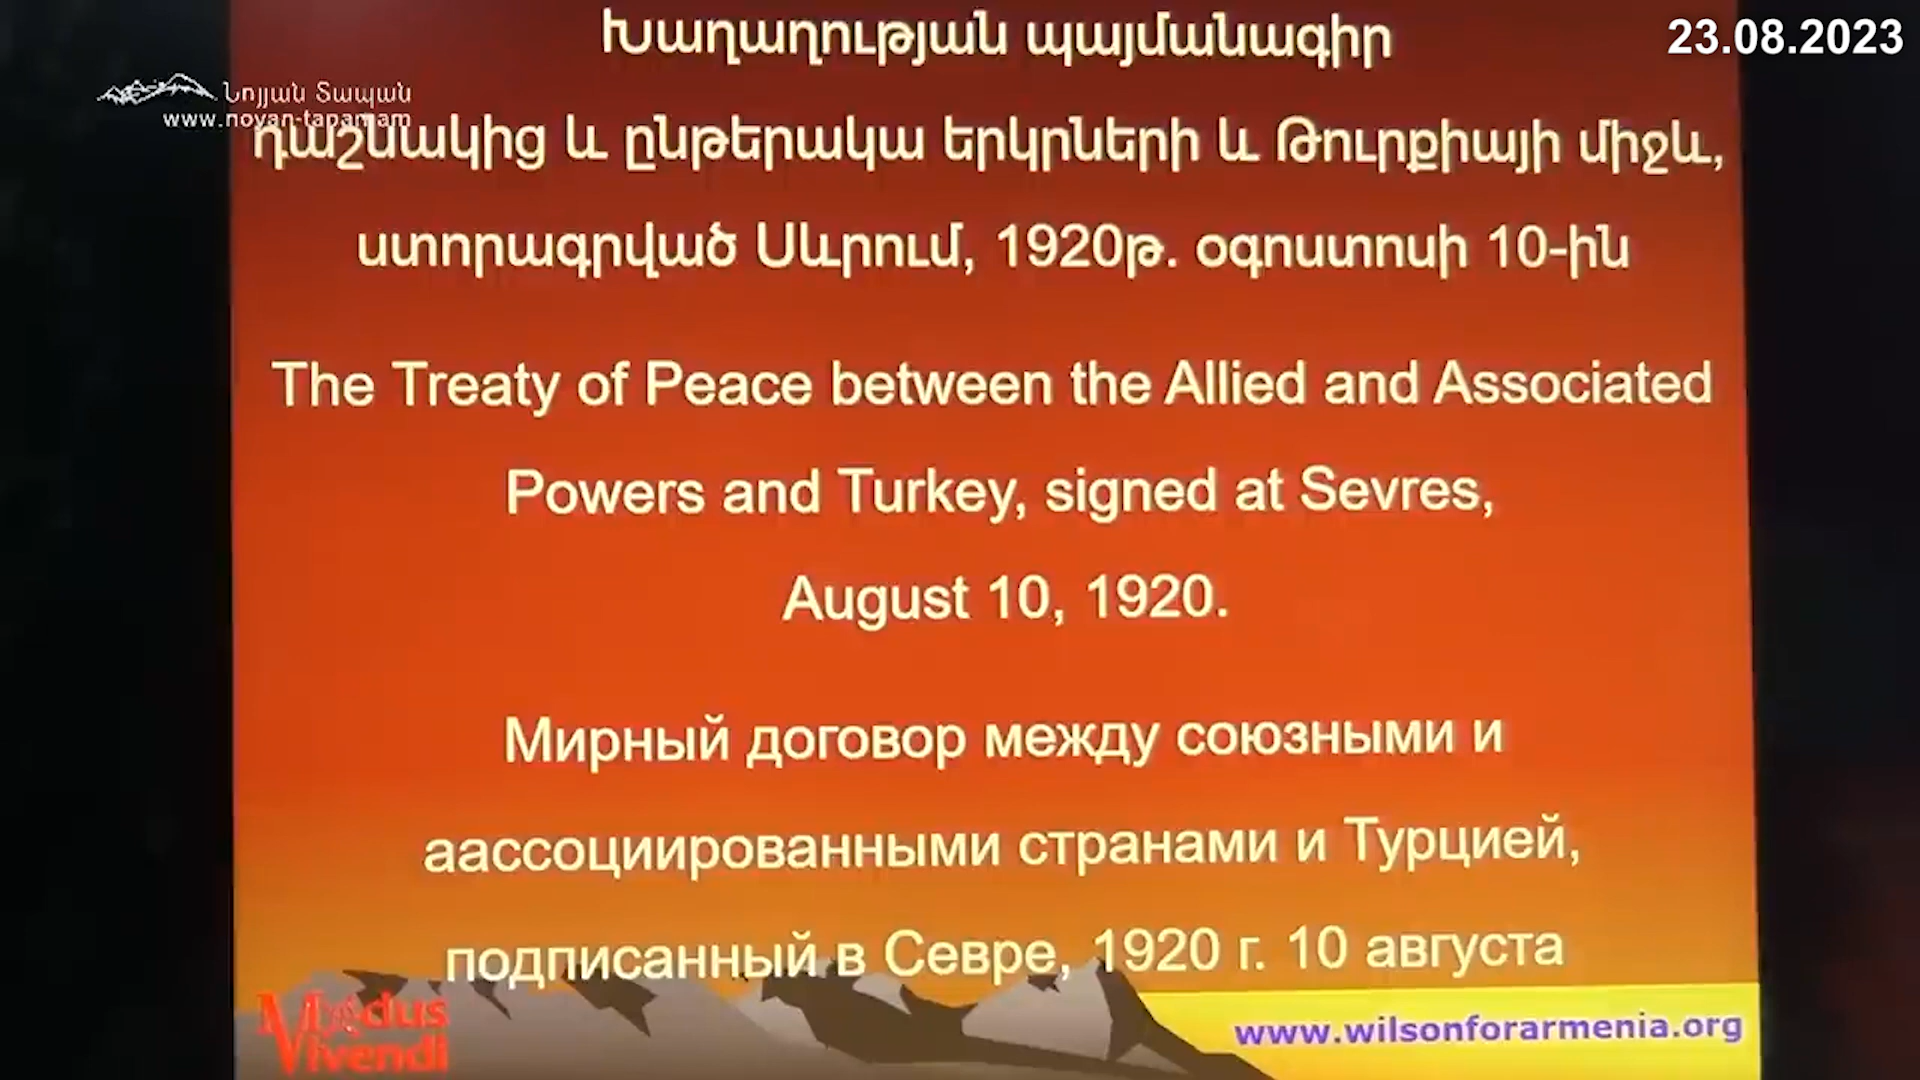 Խաղաղության պայմանագիր
23.08.2023
Նոյյան Տապան
www.noyan-tapan.am
դաշնակից և ընթերակա երկրների և Թուրքիայի միջև,
ստորագրված Սևրում, 1920թ. օգոստոսի 10-ին
The Treaty of Peace between the Allied and Associated
Powers and Turkey, signed at Sevres,
August 10, 1920.
Мирный договор между союзными и
аассоциированными странами и Турцией,
подписанный в Севре, 1920 г. 10 августа
Modus
Vivendi
www.wilsonforarmenia.org